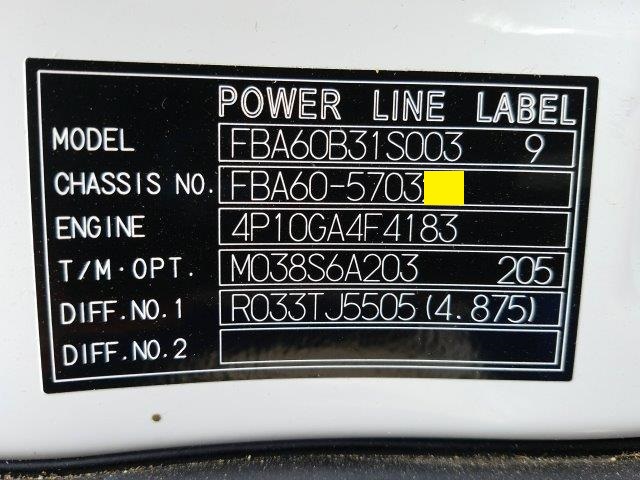 POWER LINE LABEL
MODEL FBA60B31S003 9
CHASSIS NO. FBA60-5703
ENGINE 4P10GA4F4183
T/M·OPT. M038S6A203 205
DIFF.NO.1 R033TJ5505(4.875)
DIFF.NO.2